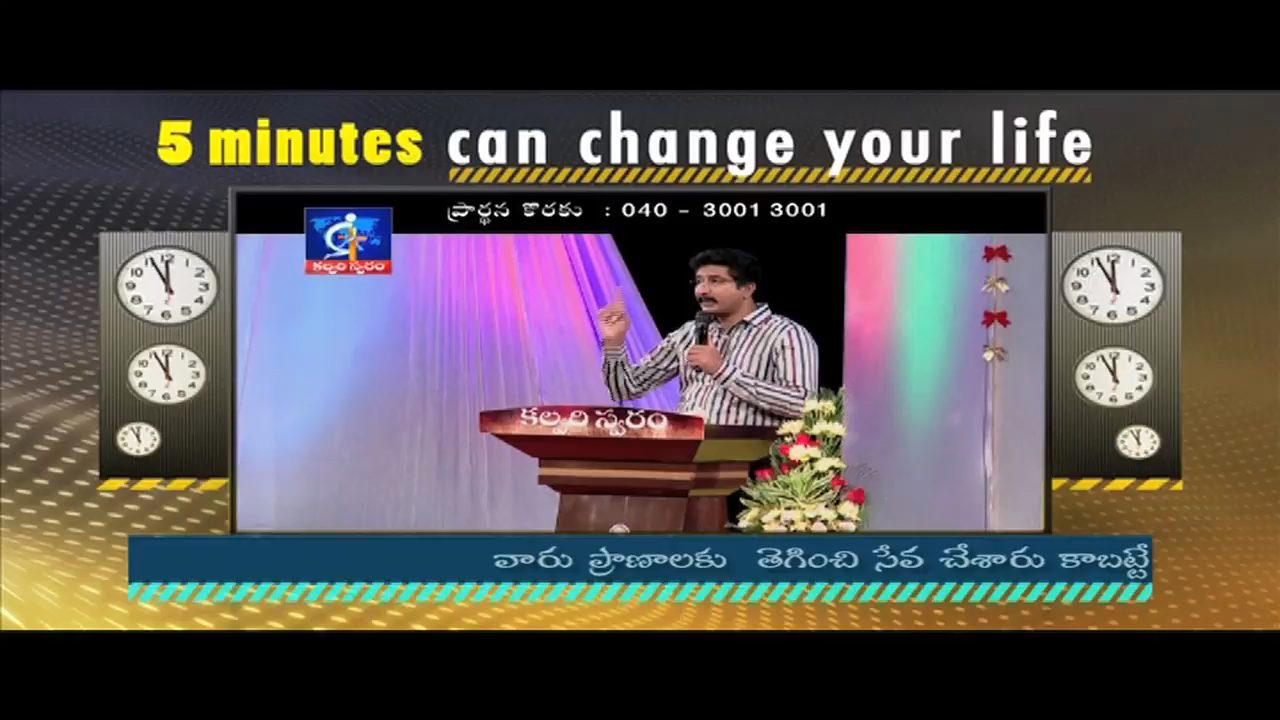 5 minutes can change your life
ప్రార్థన కొరకు : 040 - 3001 3001
కల్వరి స్వరం
కల్వరి స్వరం
వారు ప్రాణాలకు తెగించి సేవ చేశారు కాబట్టే